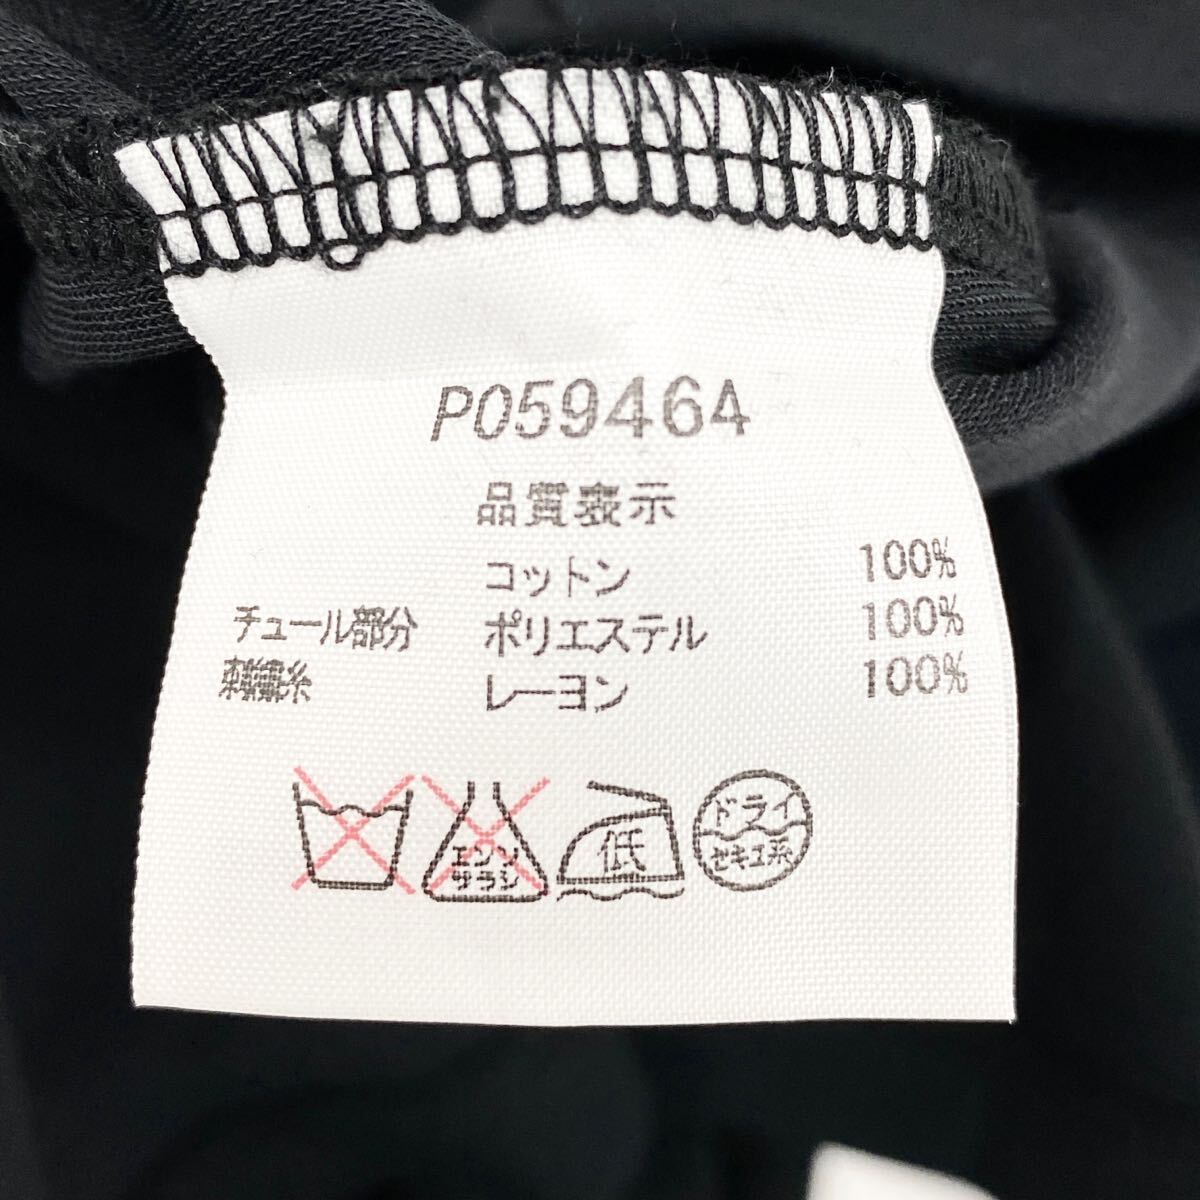 P059464
品質表示
コットン 100%
チュール部分 ポリエステル 100%
刺繍糸 レーヨン 100%
エンソ
サラシ
低
ドライ
セキユ系